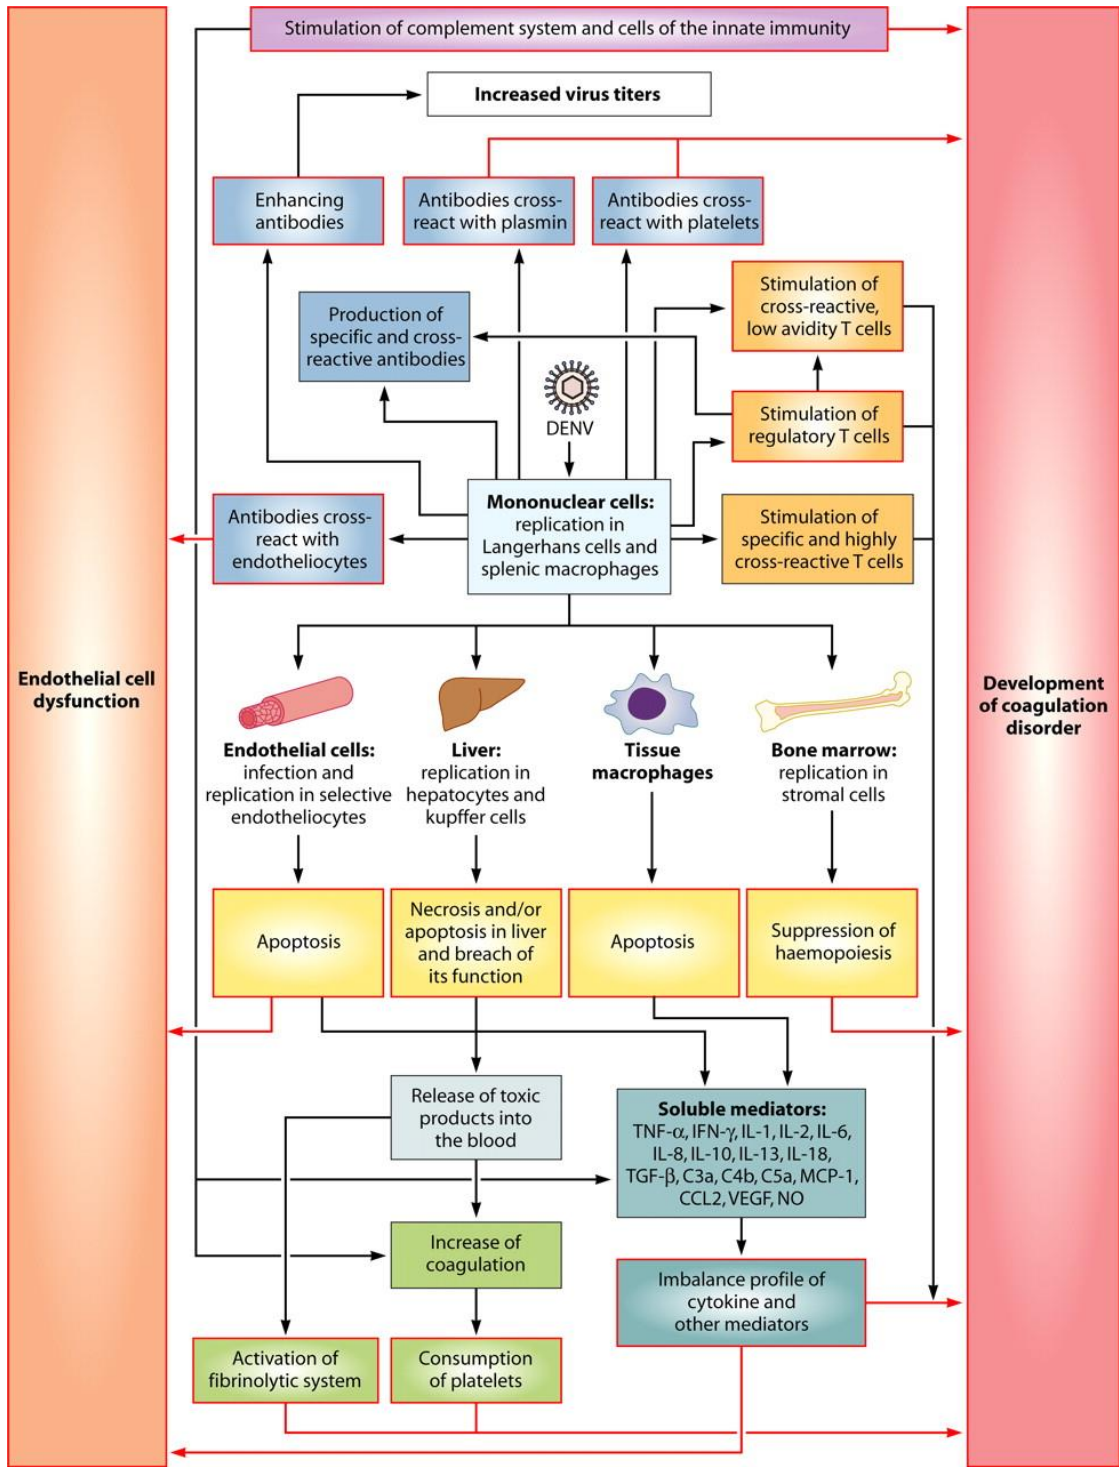 Stimulation of complement system and cells of the innate immunity
Increased virus titers
Enhancing
antibodies
Antibodies cross-
react with plasmin
Antibodies cross-
react with platelets
Stimulation of
cross-reactive,
low avidity T cells
Production of
specific and cross-
reactive antibodies
DENV
Stimulation of
regulatory T cells
Mononuclear cells:
replication in
Langerhans cells and
splenic macrophages
Antibodies cross-
react with
endotheliocytes
Stimulation of
specific and highly
cross-reactive T cells
Endothelial cell
dysfunction
Development
of coagulation
disorder
Endothelial cells:
infection and
replication in selective
endotheliocytes
Liver:
replication in
hepatocytes and
kupffer cells
Tissue
macrophages
Bone marrow:
replication in
stromal cells
Apoptosis
Necrosis and/or
apoptosis in liver
and breach of
its function
Apoptosis
Suppression of
haemopoiesis
Release of toxic
products into
the blood
Soluble mediators:
TNF-α, IFN-γ, IL-1, IL-2, IL-6,
IL-8, IL-10, IL-13, IL-18,
TGF-β, C3a, C4b, C5a, MCP-1,
CCL2, VEGF, NO
Increase of
coagulation
Imbalance profile of
cytokine and
other mediators
Activation of
fibrinolytic system
Consumption
of platelets